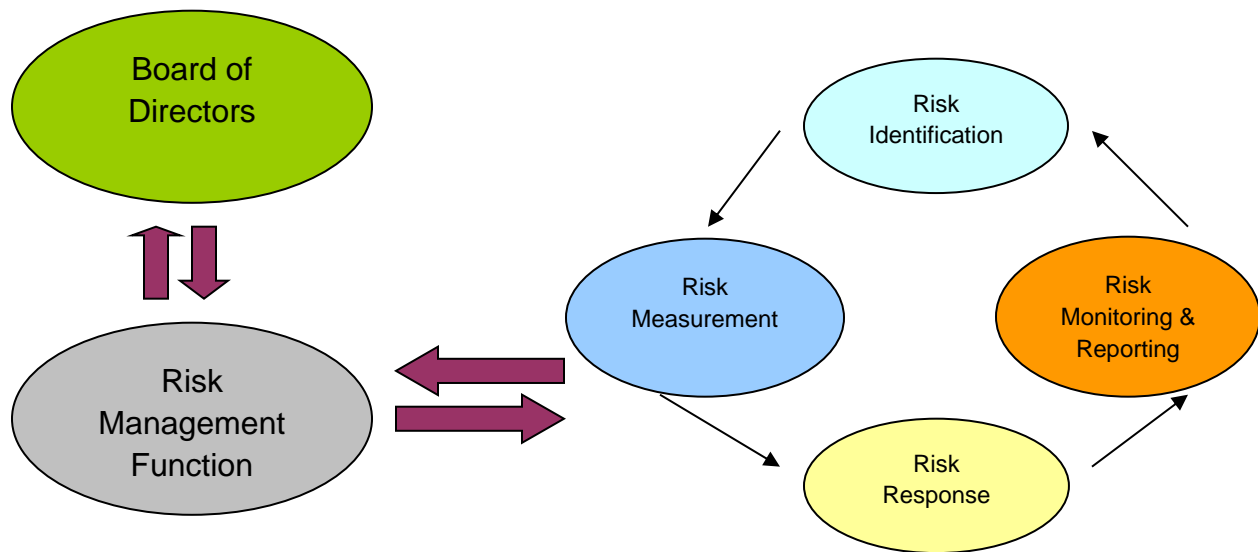 Board of
Directors
Risk
Identification
Risk
Measurement
Risk
Monitoring &
Reporting
Risk
Management
Function
Risk
Response